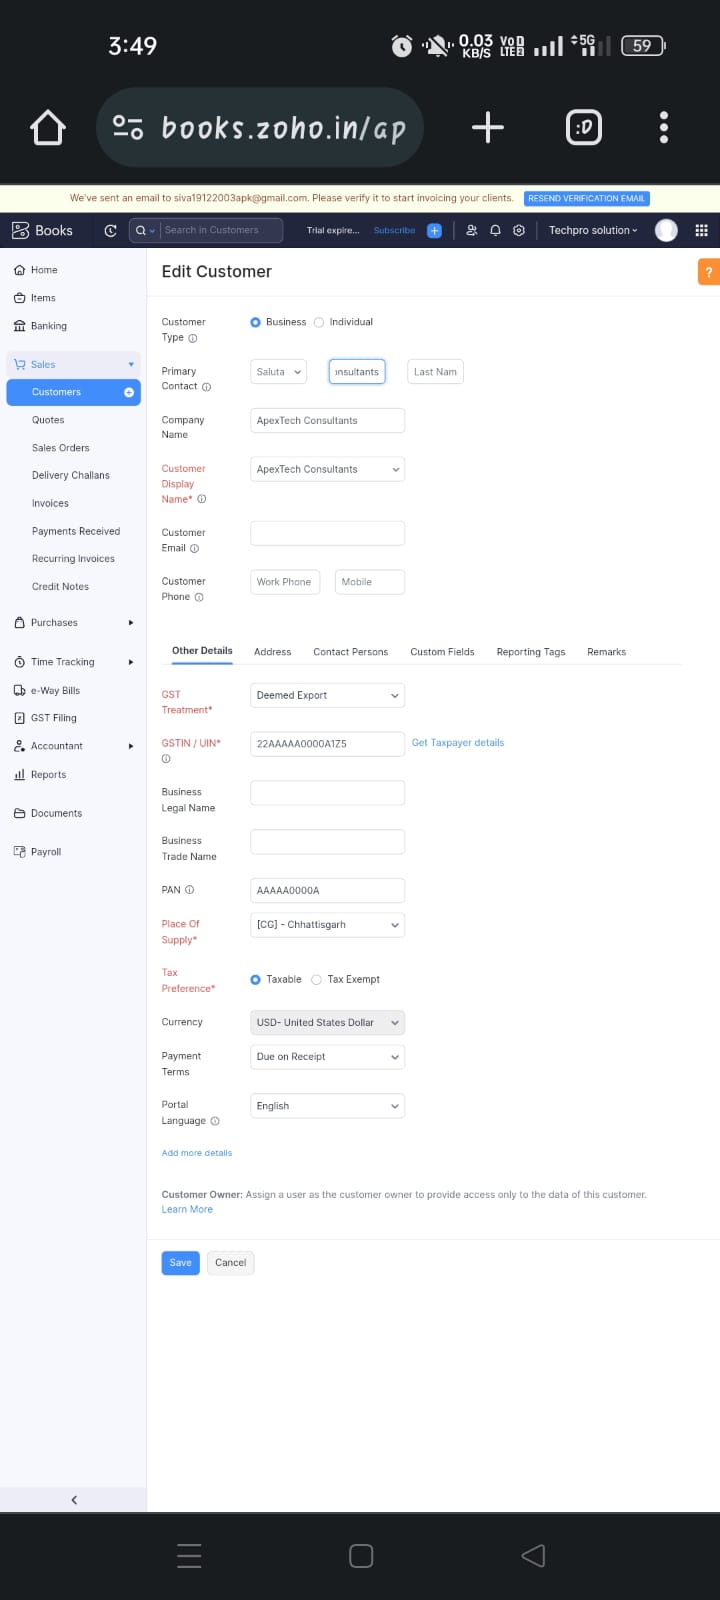 3:49
0.03 KB/S
VoD LTE2
5G
59
books.zoho.in/ap
:D
We've sent an email to siva19122003apk@gmail.com. Please verify it to start invoicing your clients. RESEND VERIFICATION EMAIL
Books
Search in Customers
Trial expire...
Subscribe
Techpro solution
Home
Items
Banking
Sales
Customers
Quotes
Sales Orders
Delivery Challans
Invoices
Payments Received
Recurring Invoices
Credit Notes
Purchases
Time Tracking
e-Way Bills
GST Filing
Accountant
Reports
Documents
Payroll
Edit Customer
?
Customer Type
Business
Individual
Primary Contact
Saluta
onsultants
Last Nam
Company Name
ApexTech Consultants
Customer Display Name*
ApexTech Consultants
Customer Email
Customer Phone
Work Phone
Mobile
Other Details
Address
Contact Persons
Custom Fields
Reporting Tags
Remarks
GST Treatment*
Deemed Export
GSTIN / UIN*
22AAAAA0000A1Z5
Get Taxpayer details
Business Legal Name
Business Trade Name
PAN
AAAAA0000A
Place Of Supply*
[CG] - Chhattisgarh
Tax Preference*
Taxable
Tax Exempt
Currency
USD- United States Dollar
Payment Terms
Due on Receipt
Portal Language
English
Add more details
Customer Owner: Assign a user as the customer owner to provide access only to the data of this customer.
Learn More
Save
Cancel